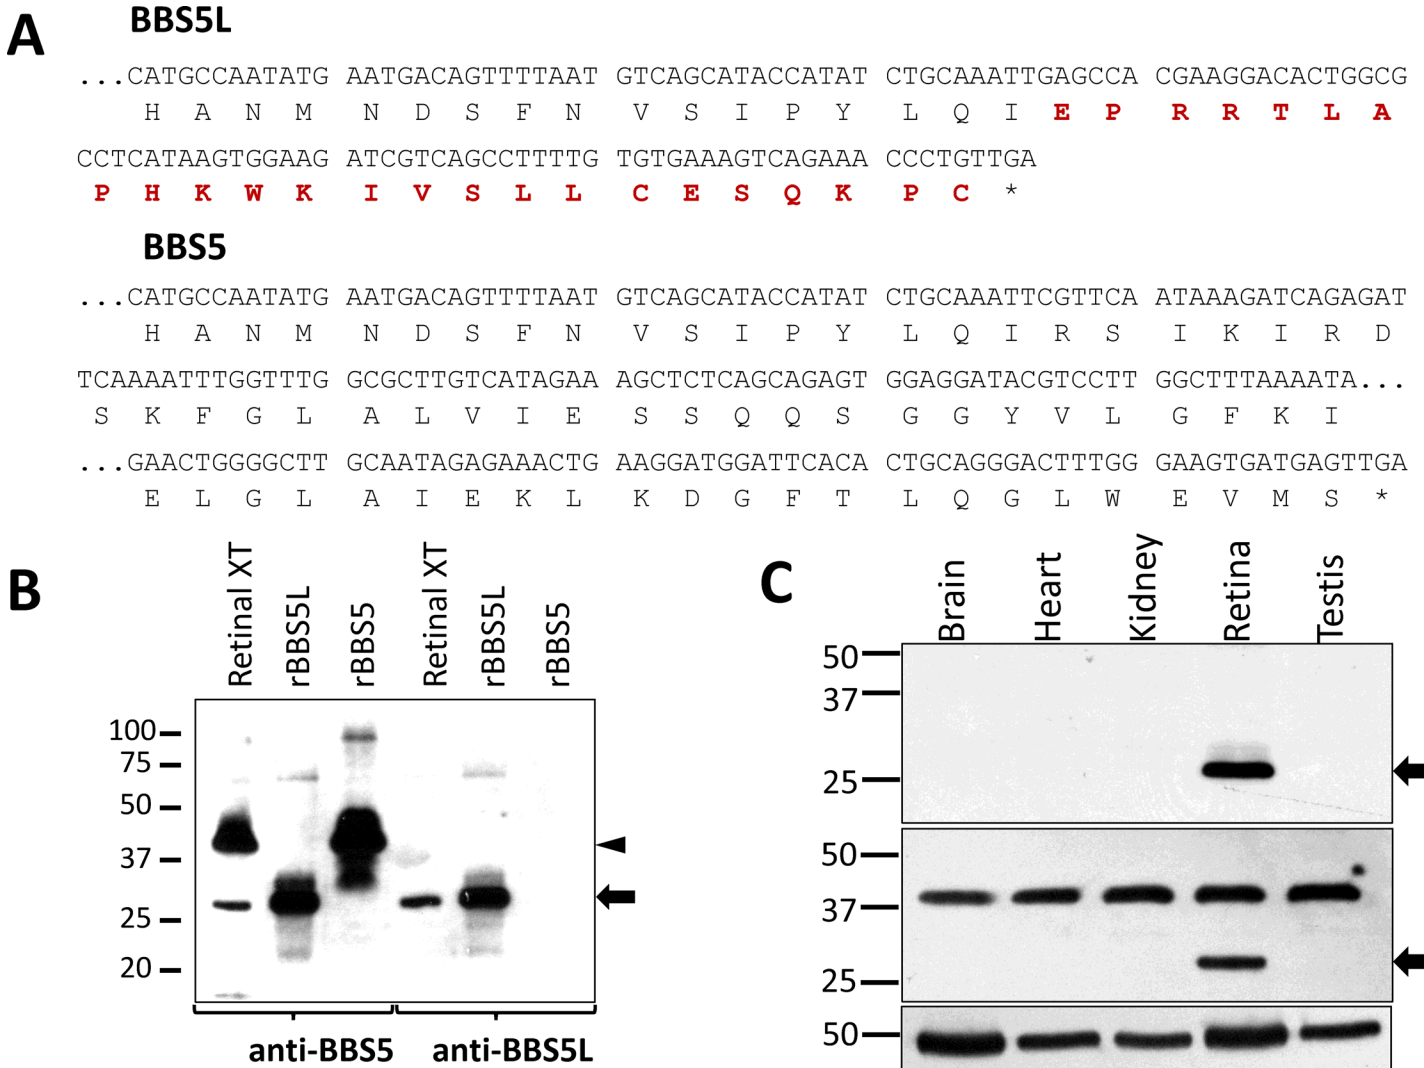 A
BBS5L
...CATGCCAATATG AATGACAGTTTTAAT GTCAGCATACCATAT CTGCAAATTGAGCCA CGAAGGACACTGGCG
H A N M N D S F N V S I P Y L Q I E P R R T L A
CCTCATAAGTGGAAG ATCGTCAGCCTTTTG TGTGAAAGTCAGAAA CCCTGTTGA
P H K W K I V S L L C E S Q K P C *
BBS5
...CATGCCAATATG AATGACAGTTTTAAT GTCAGCATACCATAT CTGCAAATTCGTTCA ATAAAGATCAGAGAT
H A N M N D S F N V S I P Y L Q I R S I K I R D
TCAAAATTTGGTTTG GCGCTTGTCATAGAA AGCTCTCAGCAGAGT GGAGGATACGTCCTT GGCTTTAAAATA...
S K F G L A L V I E S S Q Q S G G Y V L G F K I
...GAACTGGGGCTT GCAATAGAGAAACTG AAGGATGGATTCACA CTGCAGGGACTTTGG GAAGTGATGAGTTGA
E L G L A I E K L K D G F T L Q G L W E V M S *
B
Retinal XT
rBBS5L
rBBS5
Retinal XT
rBBS5L
rBBS5
100
75
50
37
25
20
anti-BBS5
anti-BBS5L
C
Brain
Heart
Kidney
Retina
Testis
50
37
25
50
37
25
50